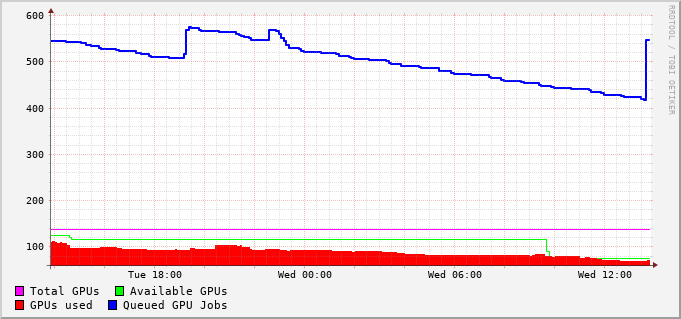 600
500
400
300
200
100
Tue 18:00 Wed 00:00 Wed 06:00 Wed 12:00
Total GPUs Available GPUs
GPUs used Queued GPU Jobs
RRDTOOL / TOBI OETIKER